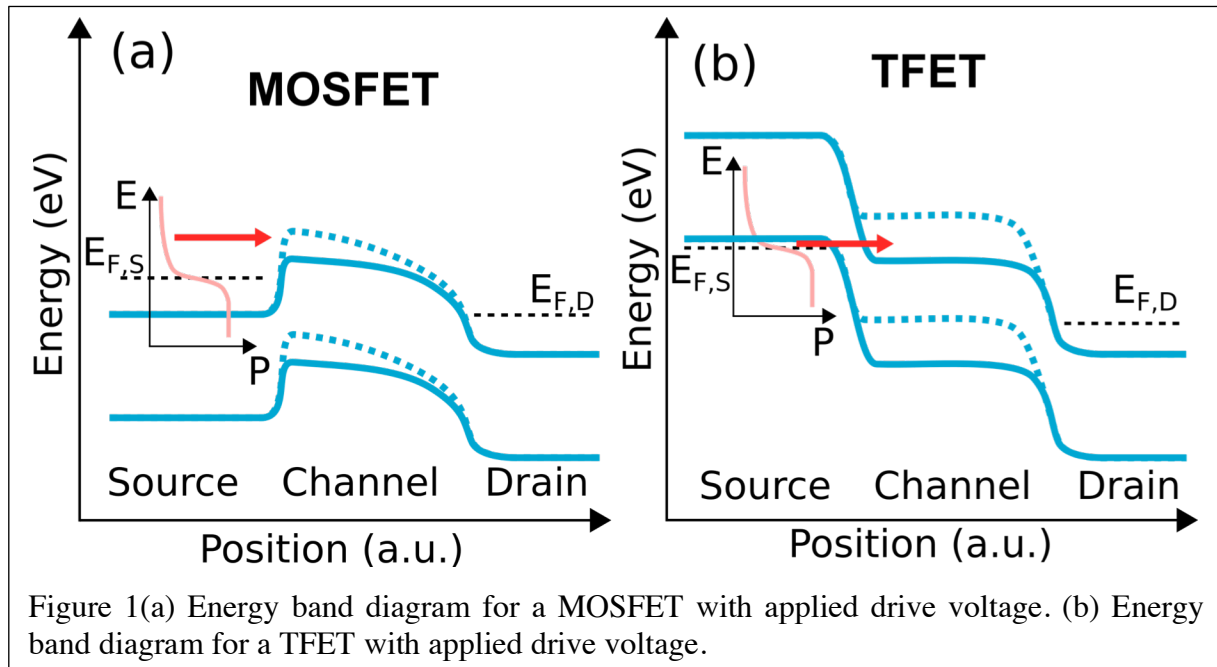 (a)
MOSFET
Energy (eV)
E
E_F,S
P
E_F,D
Source Channel Drain
Position (a.u.)
(b)
TFET
Energy (eV)
E
E_F,S
P
E_F,D
Source Channel Drain
Position (a.u.)
Figure 1(a) Energy band diagram for a MOSFET with applied drive voltage. (b) Energy
band diagram for a TFET with applied drive voltage.